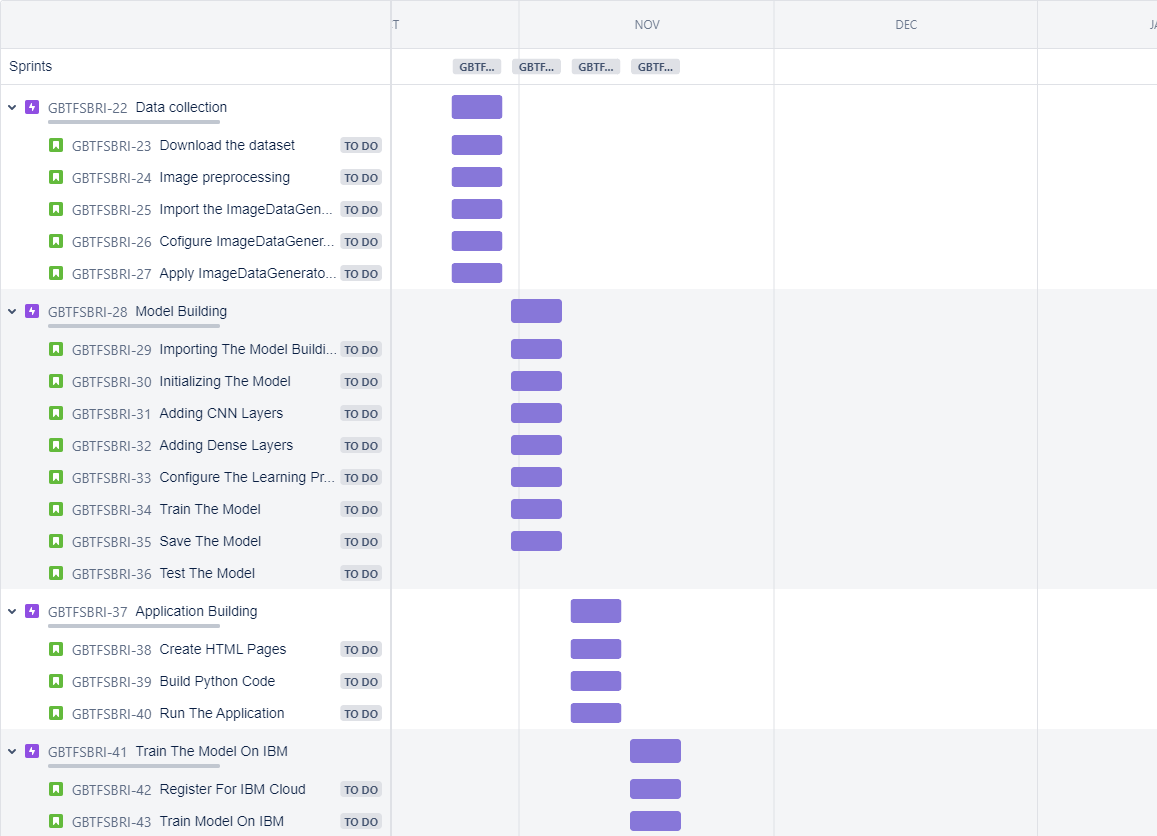 T NOV DEC JA
Sprints GBTF... GBTF... GBTF... GBTF...
GBTFSBRI-22 Data collection
GBTFSBRI-23 Download the dataset TO DO
GBTFSBRI-24 Image preprocessing TO DO
GBTFSBRI-25 Import the ImageDataGen... TO DO
GBTFSBRI-26 Cofigure ImageDataGener... TO DO
GBTFSBRI-27 Apply ImageDataGenerato... TO DO
GBTFSBRI-28 Model Building
GBTFSBRI-29 Importing The Model Buildi... TO DO
GBTFSBRI-30 Initializing The Model TO DO
GBTFSBRI-31 Adding CNN Layers TO DO
GBTFSBRI-32 Adding Dense Layers TO DO
GBTFSBRI-33 Configure The Learning Pr... TO DO
GBTFSBRI-34 Train The Model TO DO
GBTFSBRI-35 Save The Model TO DO
GBTFSBRI-36 Test The Model TO DO
GBTFSBRI-37 Application Building
GBTFSBRI-38 Create HTML Pages TO DO
GBTFSBRI-39 Build Python Code TO DO
GBTFSBRI-40 Run The Application TO DO
GBTFSBRI-41 Train The Model On IBM
GBTFSBRI-42 Register For IBM Cloud TO DO
GBTFSBRI-43 Train Model On IBM TO DO